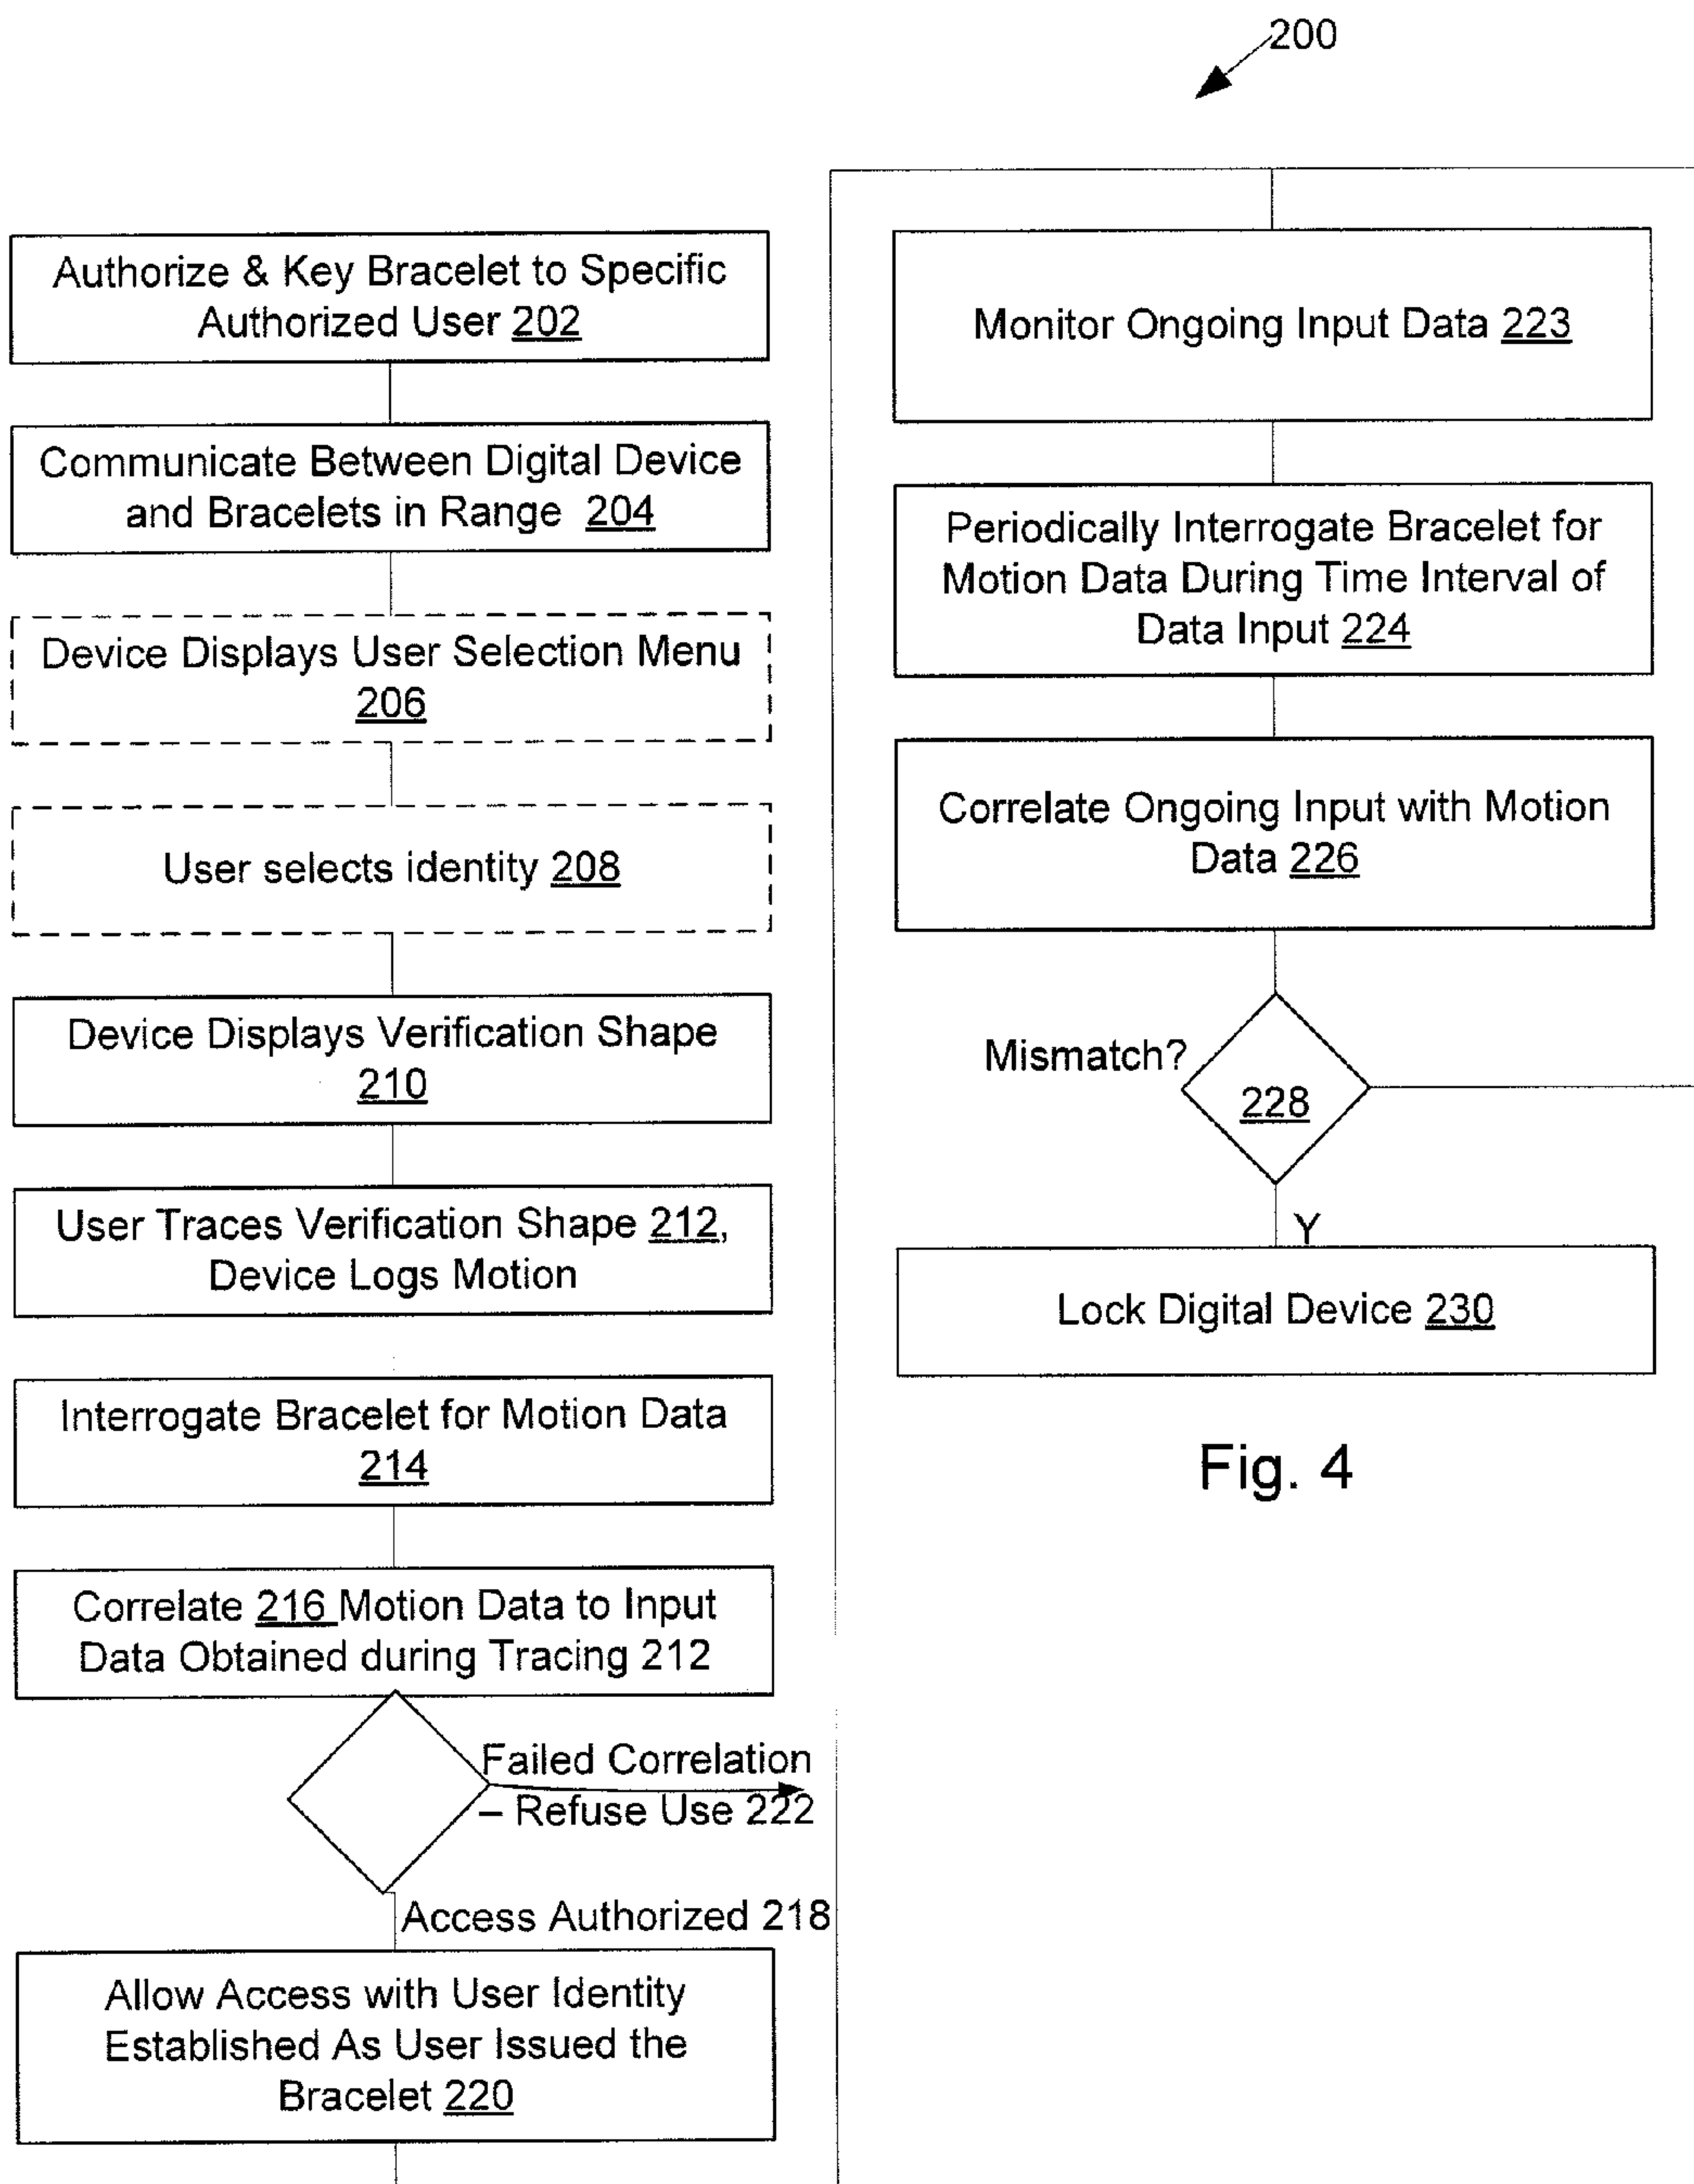 200
Authorize & Key Bracelet to Specific
Authorized User 202
Communicate Between Digital Device
and Bracelets in Range 204
Device Displays User Selection Menu
206
User selects identity 208
Device Displays Verification Shape
210
User Traces Verification Shape 212,
Device Logs Motion
Interrogate Bracelet for Motion Data
214
Correlate 216 Motion Data to Input
Data Obtained during Tracing 212
Failed Correlation
– Refuse Use 222
Access Authorized 218
Allow Access with User Identity
Established As User Issued the
Bracelet 220
Monitor Ongoing Input Data 223
Periodically Interrogate Bracelet for
Motion Data During Time Interval of
Data Input 224
Correlate Ongoing Input with Motion
Data 226
Mismatch?
228
Y
Lock Digital Device 230
Fig. 4